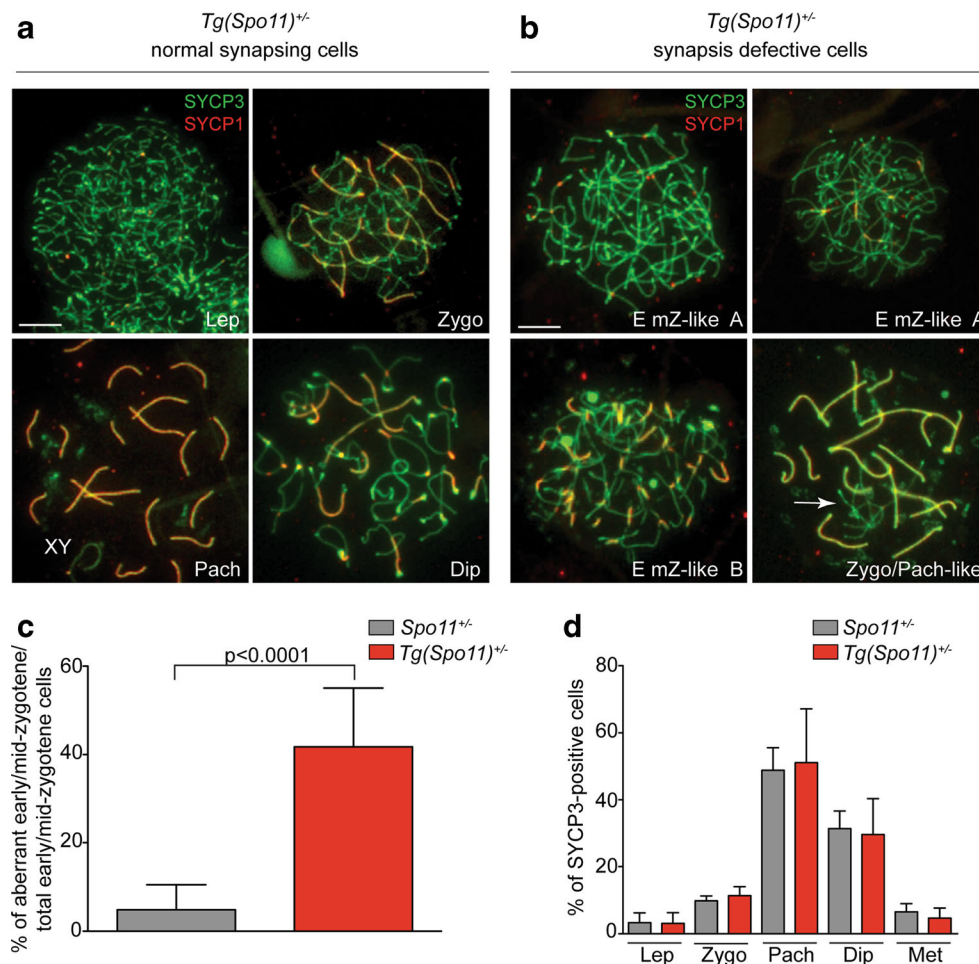 a
Tg(Spo11)+/-
normal synapsing cells
SYCP3
SYCP1
Lep
Zygo
XY
Pach
Dip
b
Tg(Spo11)+/-
synapsis defective cells
SYCP3
SYCP1
E mZ-like A
E mZ-like A
E mZ-like B
Zygo/Pach-like
c
Spo11+/-
Tg(Spo11)+/-
p<0.0001
% of aberrant early/mid-zygotene/
total early/mid-zygotene cells
60
40
20
0
d
Spo11+/-
Tg(Spo11)+/-
% of SYCP3-positive cells
80
60
40
20
0
Lep Zygo Pach Dip Met